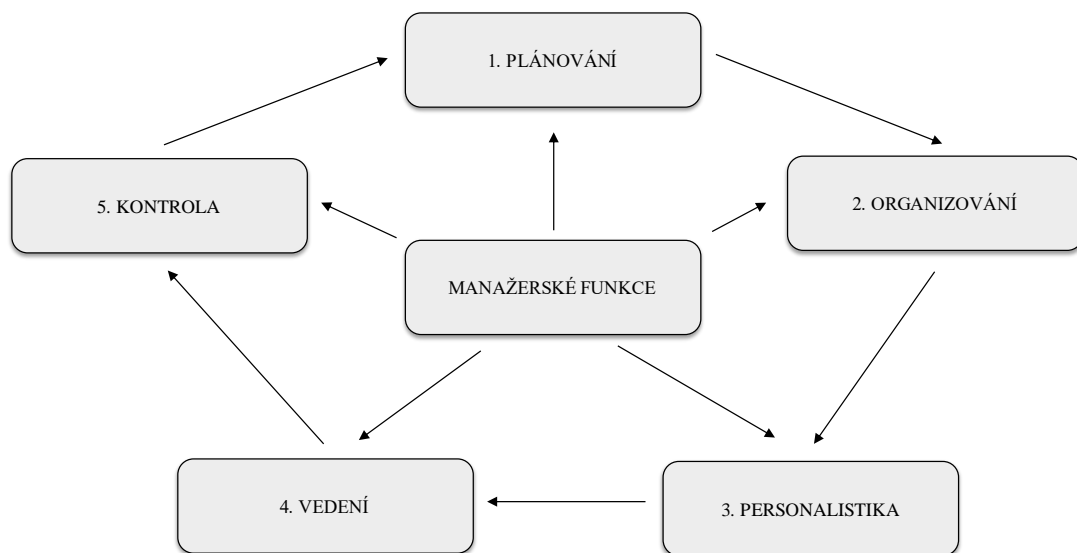 1. PLÁNOVÁNÍ
5. KONTROLA
2. ORGANIZOVÁNÍ
MANAŽERSKÉ FUNKCE
4. VEDENÍ
3. PERSONALISTIKA